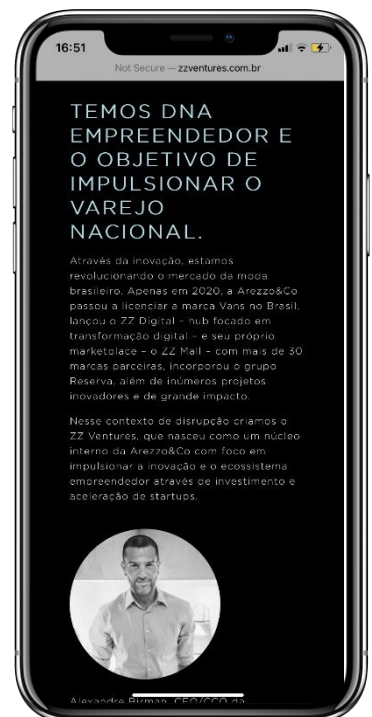 16:51
Not Secure — zzventures.com.br
TEMOS DNA
EMPREENDEDOR E
O OBJETIVO DE
IMPULSIONAR O
VAREJO
NACIONAL.
Através da inovação, estamos
revolucionando o mercado da moda
brasileiro. Apenas em 2020, a Arezzo&Co
passou a licenciar a marca Vans no Brasil,
lançou o ZZ Digital – hub focado em
transformação digital – e seu próprio
marketplace – o ZZ Mall – com mais de 30
marcas parceiras, incorporou o grupo
Reserva, além de inúmeros projetos
inovadores e de grande impacto.
Nesse contexto de disrupção criamos o
ZZ Ventures, que nasceu como um núcleo
interno da Arezzo&Co com foco em
impulsionar a inovação e o ecossistema
empreendedor através de investimento e
aceleração de startups.
Alexandre Birman, CEO/CCO da